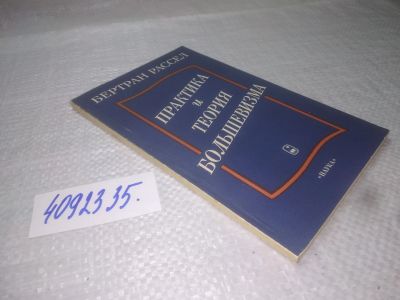 БЕРТРАН РАССЕЛ
ПРАКТИКА
и
ТЕОРИЯ
БОЛЬШЕВИЗМА
«НАУКА»
4092335.